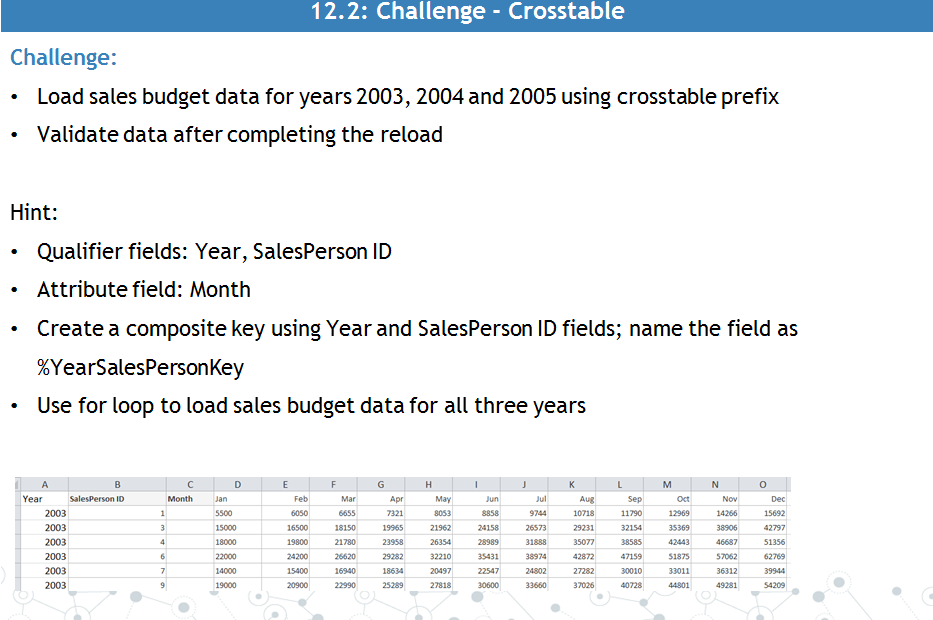 12.2: Challenge - Crosstable
Challenge:
• Load sales budget data for years 2003, 2004 and 2005 using crosstable prefix
• Validate data after completing the reload
Hint:
• Qualifier fields: Year, SalesPerson ID
• Attribute field: Month
• Create a composite key using Year and SalesPerson ID fields; name the field as
%YearSalesPersonKey
• Use for loop to load sales budget data for all three years
A B C D E F G H I J K L M N O
Year SalesPerson ID Month Jan Feb Mar Apr May Jun Jul Aug Sep Oct Nov Dec
2003 1 5500 6050 6655 7321 8053 8858 9744 10718 11790 12969 14266 15692
2003 3 15000 16500 18150 19965 21962 24158 26573 29231 32154 35369 38906 42797
2003 4 18000 19800 21780 23958 26354 28989 31888 35077 38585 42443 46687 51356
2003 6 22000 24200 26620 29282 32210 35431 38974 42872 47159 51875 57062 62769
2003 7 14000 15400 16940 18634 20497 22547 24802 27282 30010 33011 36312 39944
2003 9 19000 20900 22990 25289 27818 30600 33660 37026 40728 44801 49281 54209